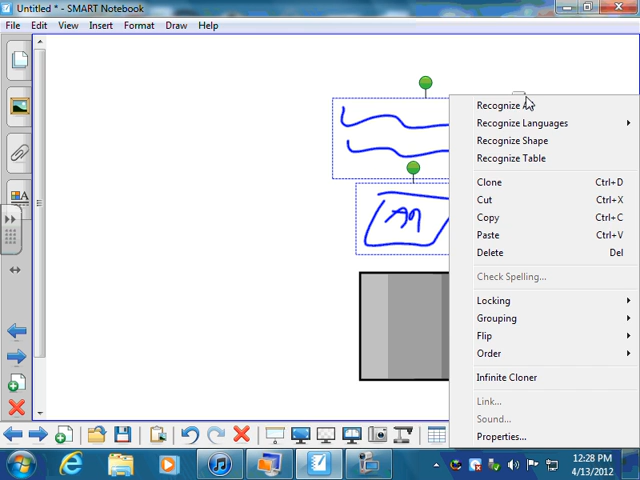 Untitled * - SMART Notebook
File Edit View Insert Format Draw Help
Recognize
Recognize Languages
Recognize Shape
Recognize Table
Clone Ctrl+D
Cut Ctrl+X
Copy Ctrl+C
Paste Ctrl+V
Delete Del
Check Spelling...
Locking
Grouping
Flip
Order
Infinite Cloner
Link...
Sound...
Properties...
12:28 PM
4/13/2012